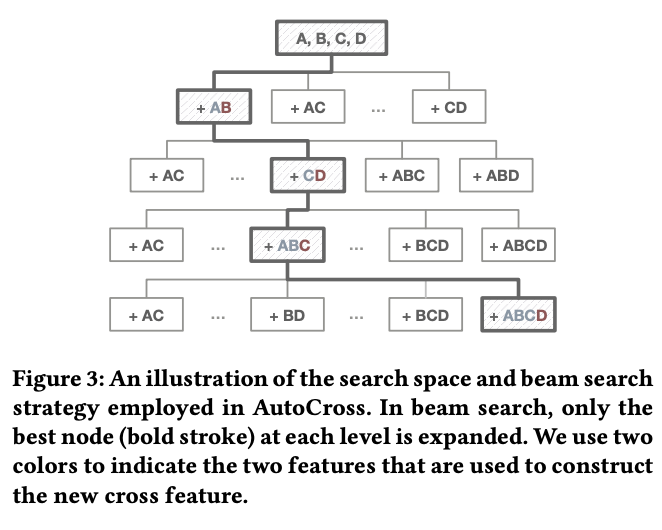 A, B, C, D
+ AB + AC ... + CD
+ AC ... + CD + ABC + ABD
+ AC ... + ABC ... + BCD + ABCD
+ AC ... + BD ... + BCD + ABCD
Figure 3: An illustration of the search space and beam search
strategy employed in AutoCross. In beam search, only the
best node (bold stroke) at each level is expanded. We use two
colors to indicate the two features that are used to construct
the new cross feature.